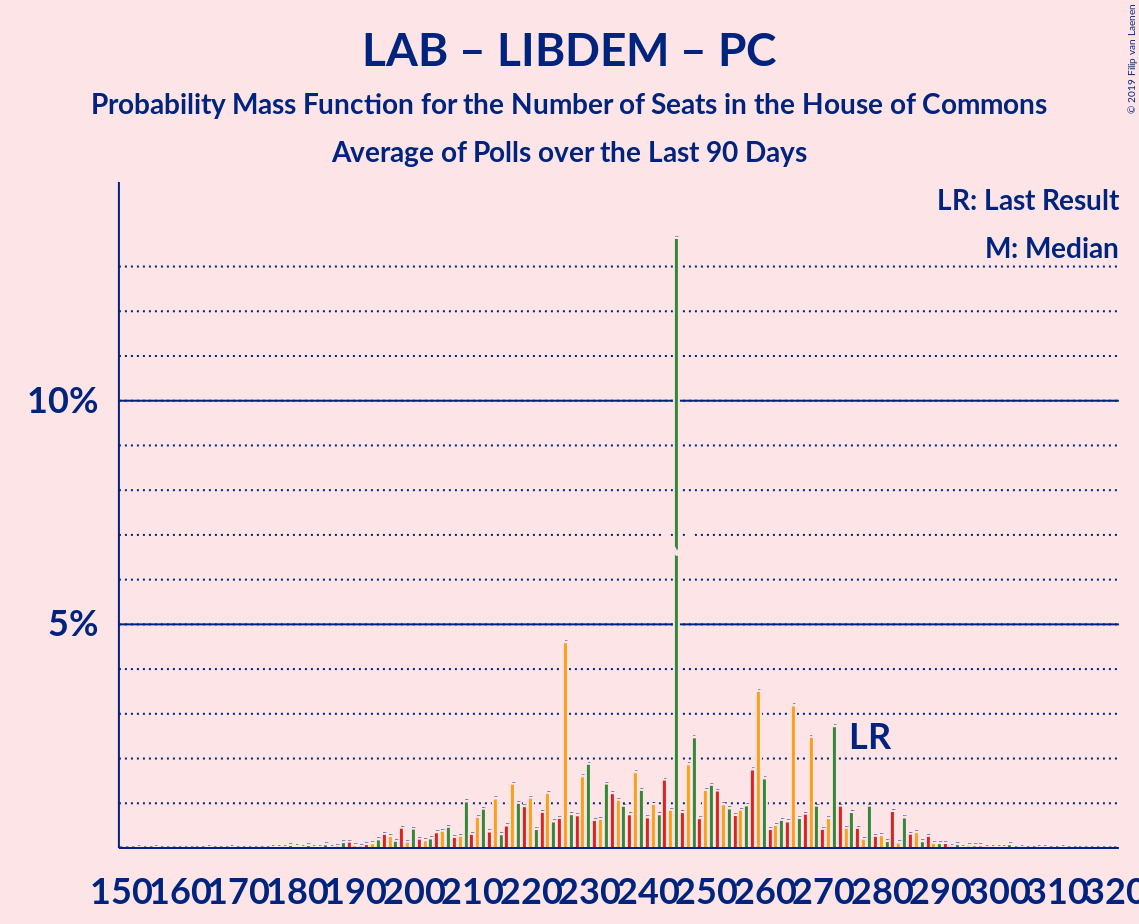 LAB – LIBDEM – PC
Probability Mass Function for the Number of Seats in the House of Commons
Average of Polls over the Last 90 Days
© 2019 Filip van Laenen
LR: Last Result
M: Median
10%
5%
LR
150 160 170 180 190 200 210 220 230 240 250 260 270 280 290 300 310 320